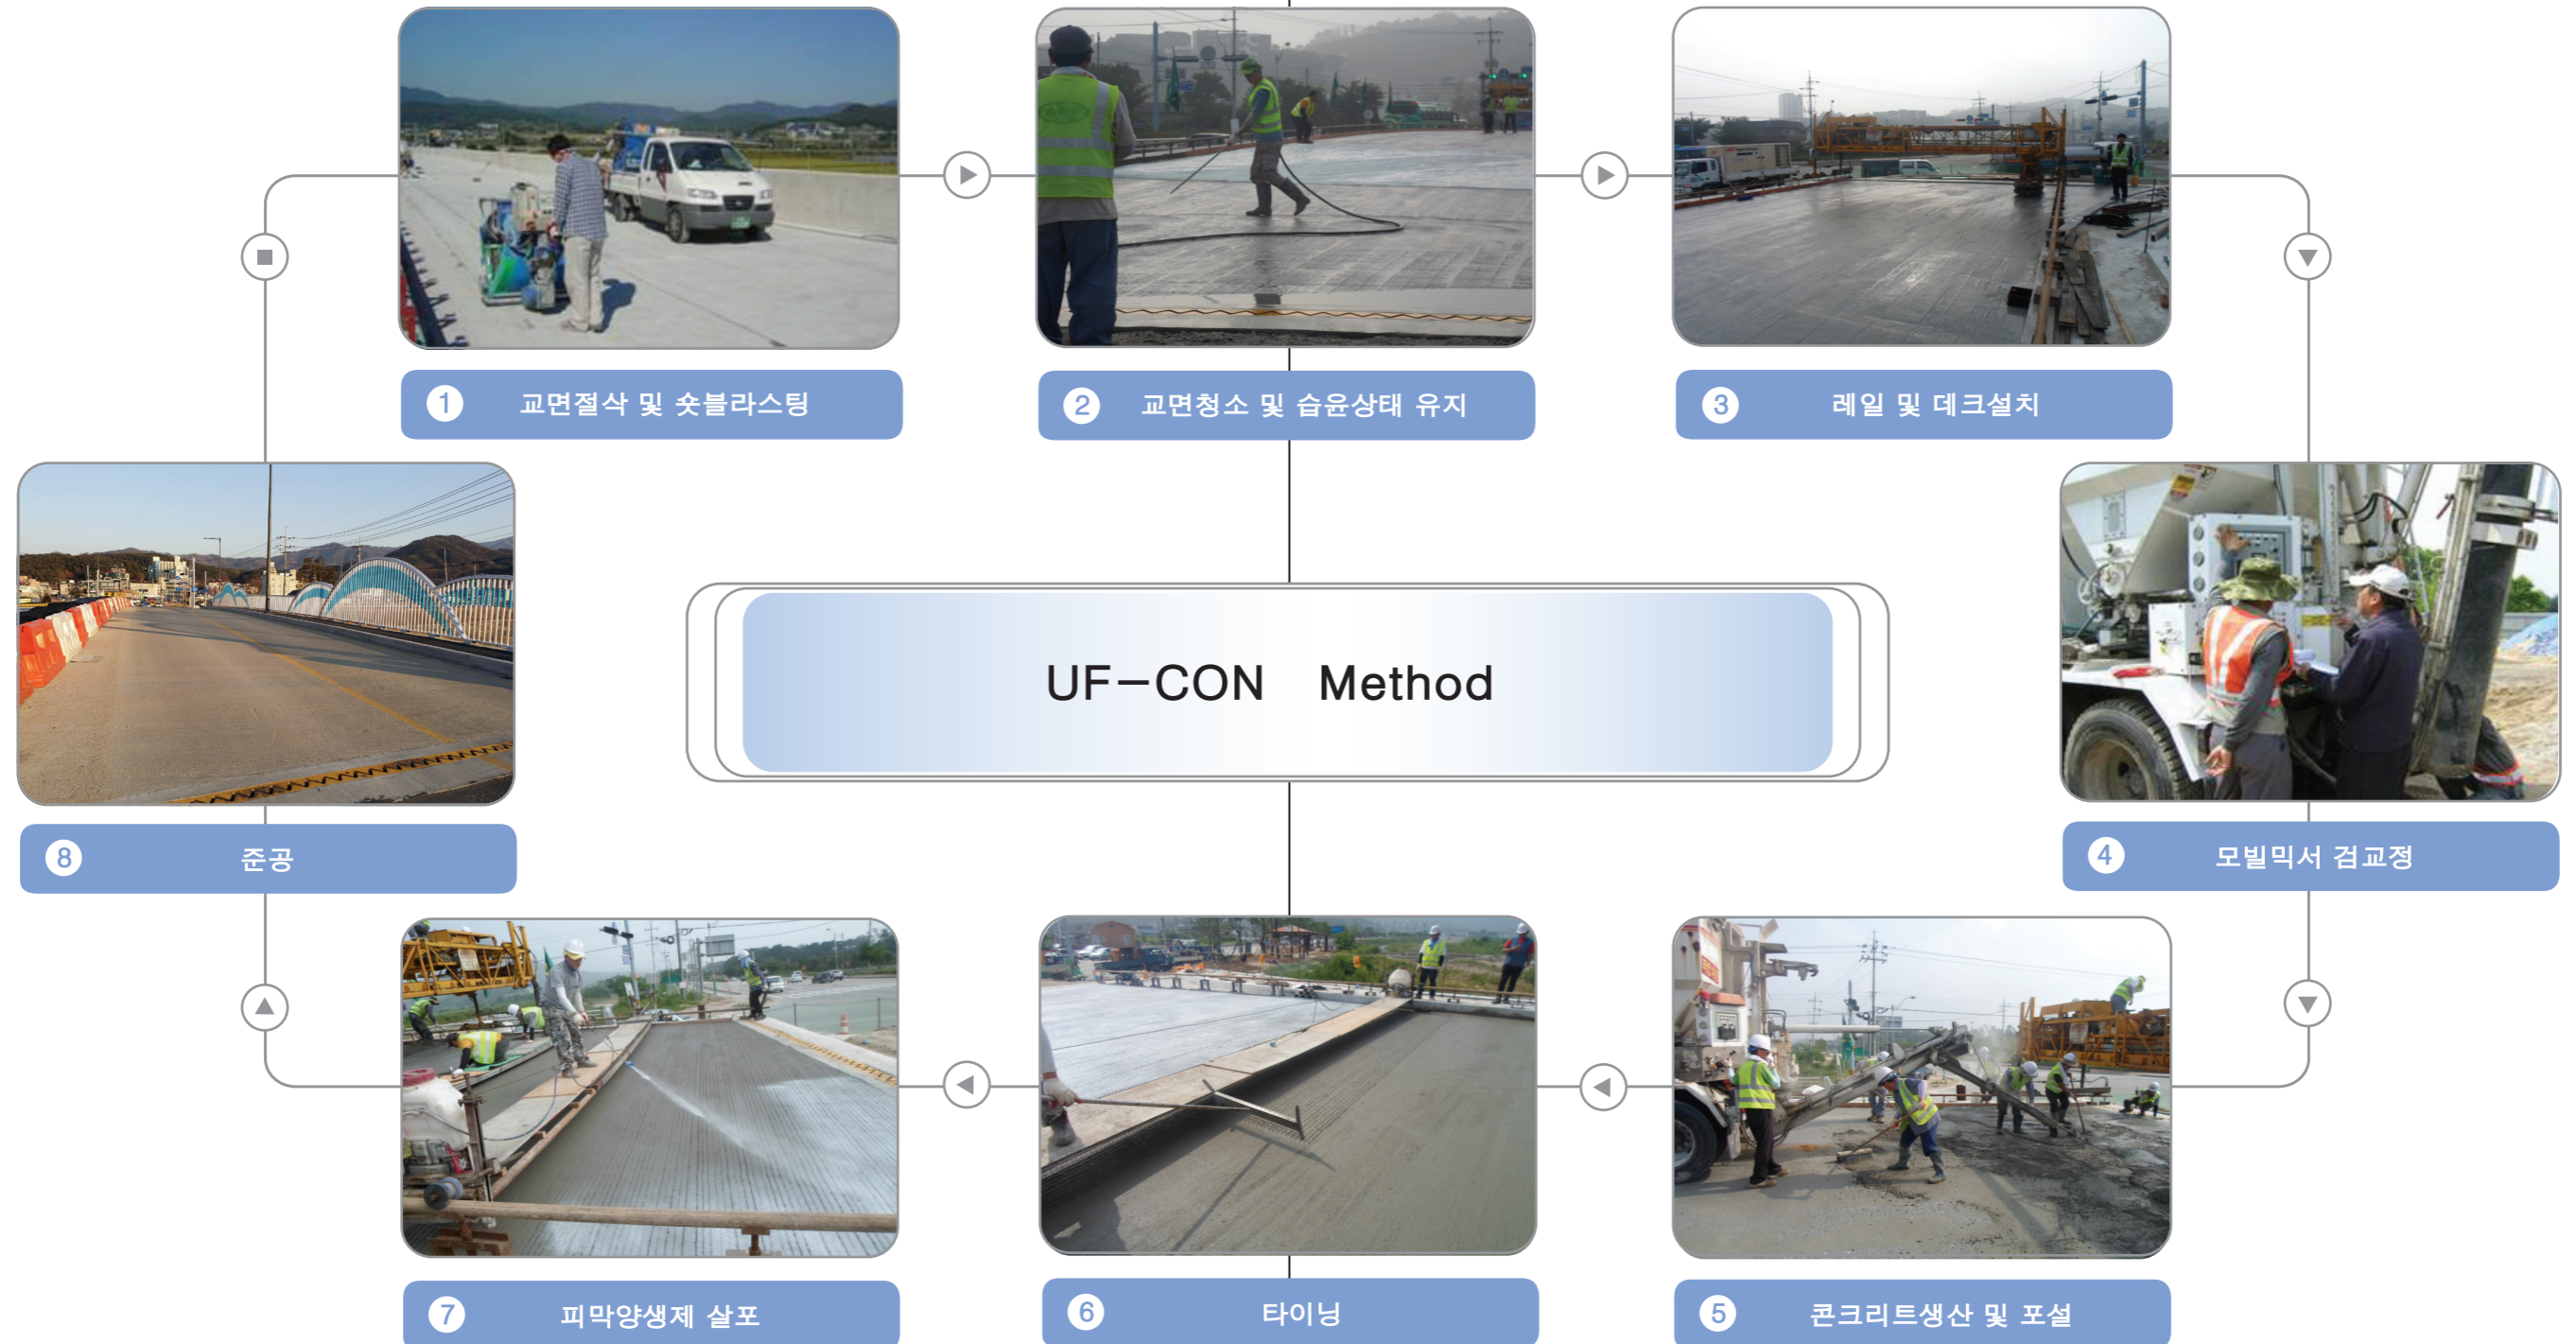 ① 교면절삭 및 숏블라스팅
② 교면청소 및 습윤상태 유지
③ 레일 및 데크설치
UF-CON Method
④ 모빌믹서 검교정
⑧ 준공
⑦ 피막양생제 살포
⑥ 타이닝
⑤ 콘크리트생산 및 포설